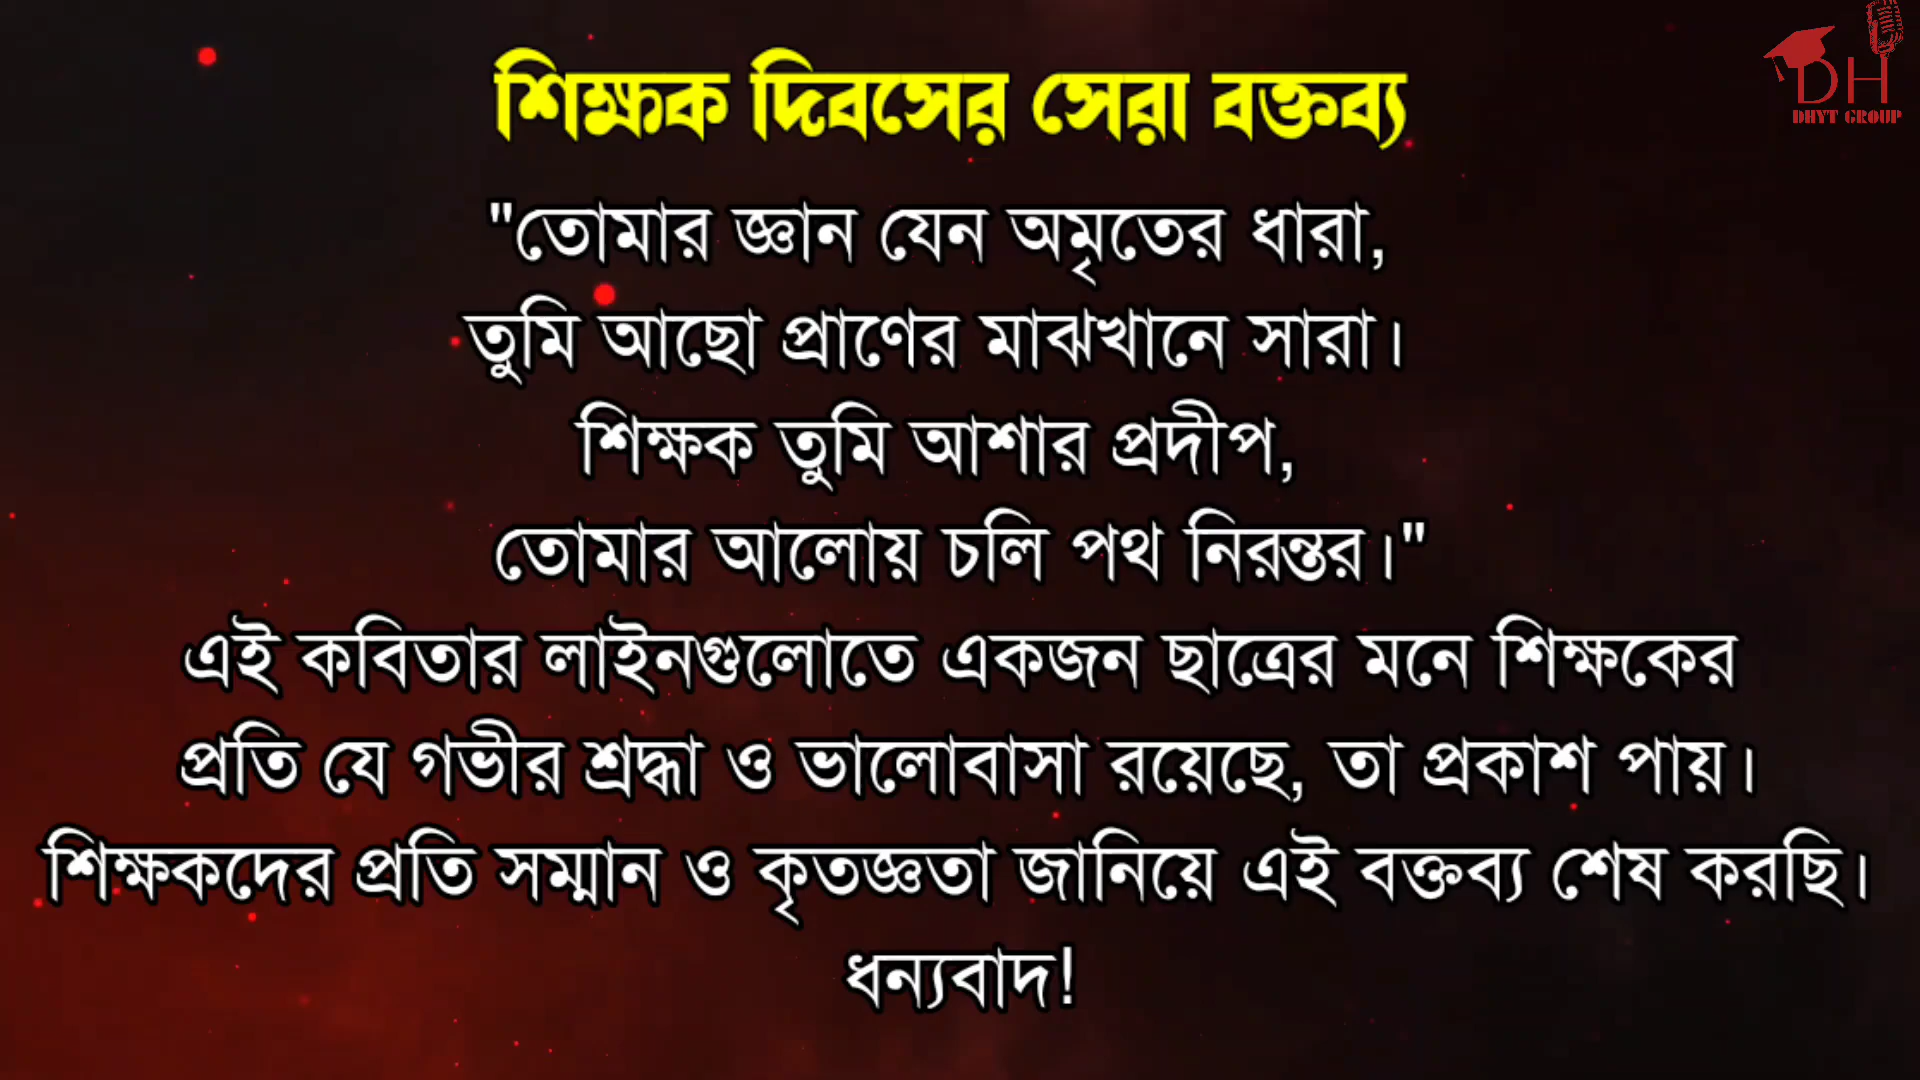 শিক্ষক দিবসের সেরা বক্তব্য
DH
DHYT GROUP
"তোমার জ্ঞান যেন অমৃতের ধারা,
তুমি আছো প্রাণের মাঝখানে সারা।
শিক্ষক তুমি আশার প্রদীপ,
তোমার আলোয় চলি পথ নিরন্তর।"
এই কবিতার লাইনগুলোতে একজন ছাত্রের মনে শিক্ষকের
প্রতি যে গভীর শ্রদ্ধা ও ভালোবাসা রয়েছে, তা প্রকাশ পায়।
শিক্ষকদের প্রতি সম্মান ও কৃতজ্ঞতা জানিয়ে এই বক্তব্য শেষ করছি।
ধন্যবাদ!